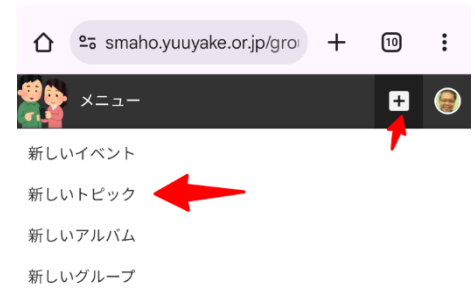 smaho.yuuyake.or.jp/gro
10
メニュー
新しいイベント
新しいトピック
新しいアルバム
新しいグループ